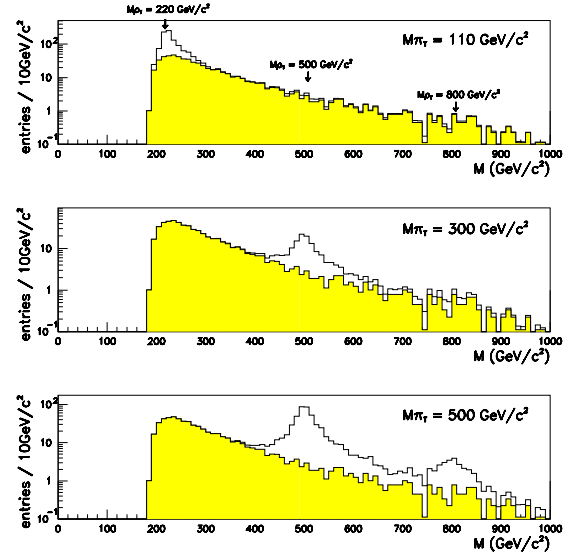 Mρ_T = 220 GeV/c²
Mπ_T = 110 GeV/c²
Mρ_T = 500 GeV/c²
Mρ_T = 800 GeV/c²
entries / 10GeV/c²
10²
10
1
10⁻¹
0 100 200 300 400 500 600 700 800 900 1000
M (GeV/c²)
Mπ_T = 300 GeV/c²
entries / 10GeV/c²
10
1
10⁻¹
0 100 200 300 400 500 600 700 800 900 1000
M (GeV/c²)
Mπ_T = 500 GeV/c²
entries / 10GeV/c²
10²
10
1
10⁻¹
0 100 200 300 400 500 600 700 800 900 1000
M (GeV/c²)